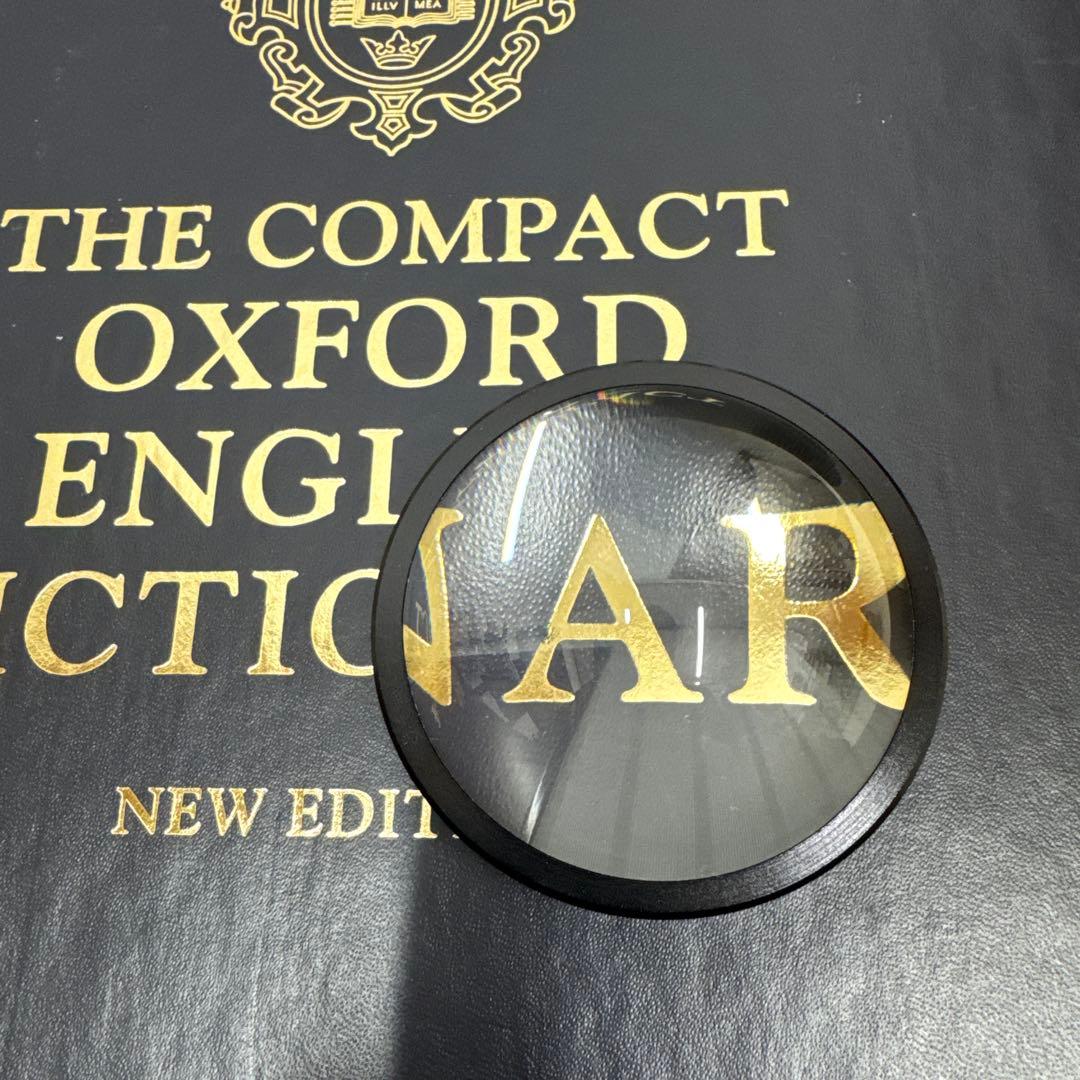 ILLV MEA
THE COMPACT
OXFORD
ENGL
ICTIO NAR
NEW EDIT